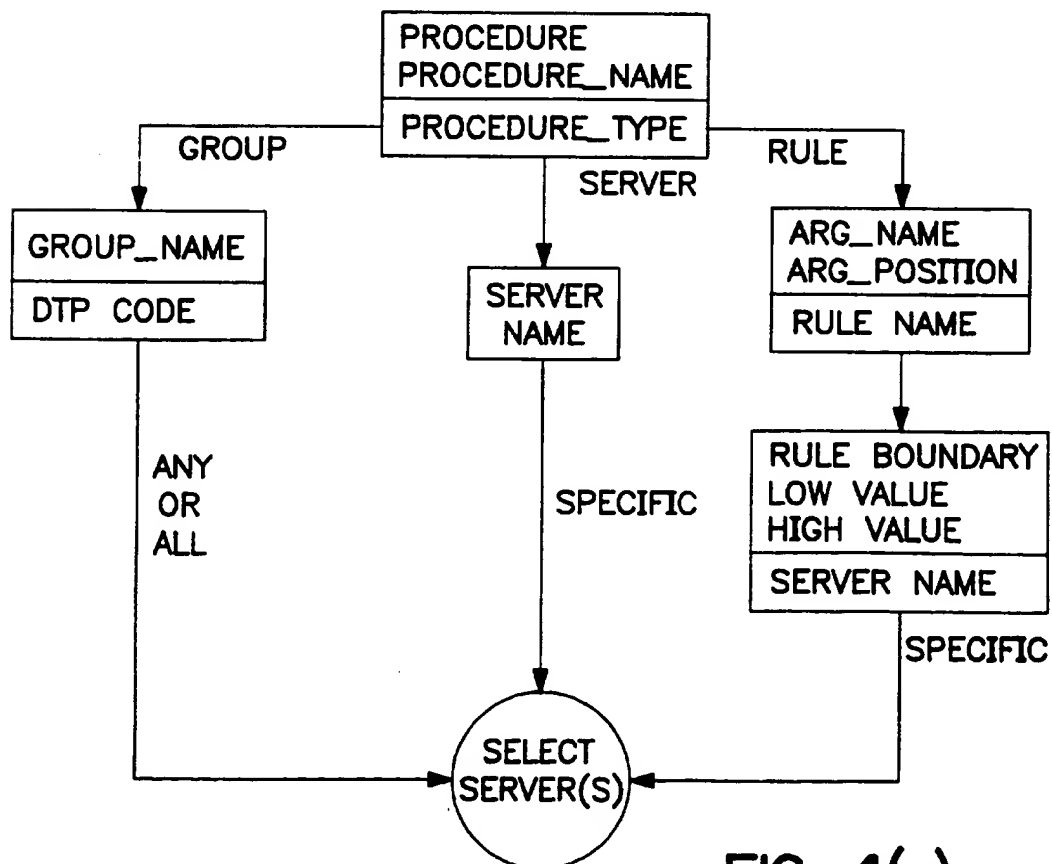 PROCEDURE
PROCEDURE_NAME
PROCEDURE_TYPE
GROUP
SERVER
RULE
GROUP_NAME
DTP CODE
SERVER
NAME
ARG_NAME
ARG_POSITION
RULE NAME
RULE BOUNDARY
LOW VALUE
HIGH VALUE
SERVER NAME
ANY
OR
ALL
SPECIFIC
SPECIFIC
SELECT
SERVER(S)